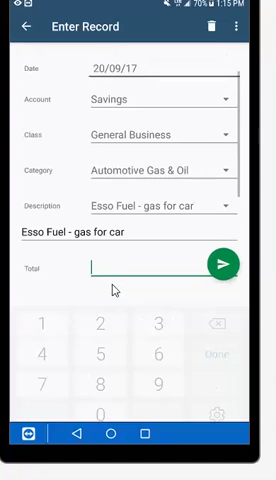 70% 1:15 PM
Enter Record
Date 20/09/17
Account Savings
Class General Business
Category Automotive Gas & Oil
Description Esso Fuel - gas for car
Esso Fuel - gas for car
Total
1 2 3
4 5 6 Done
7 8 9
0